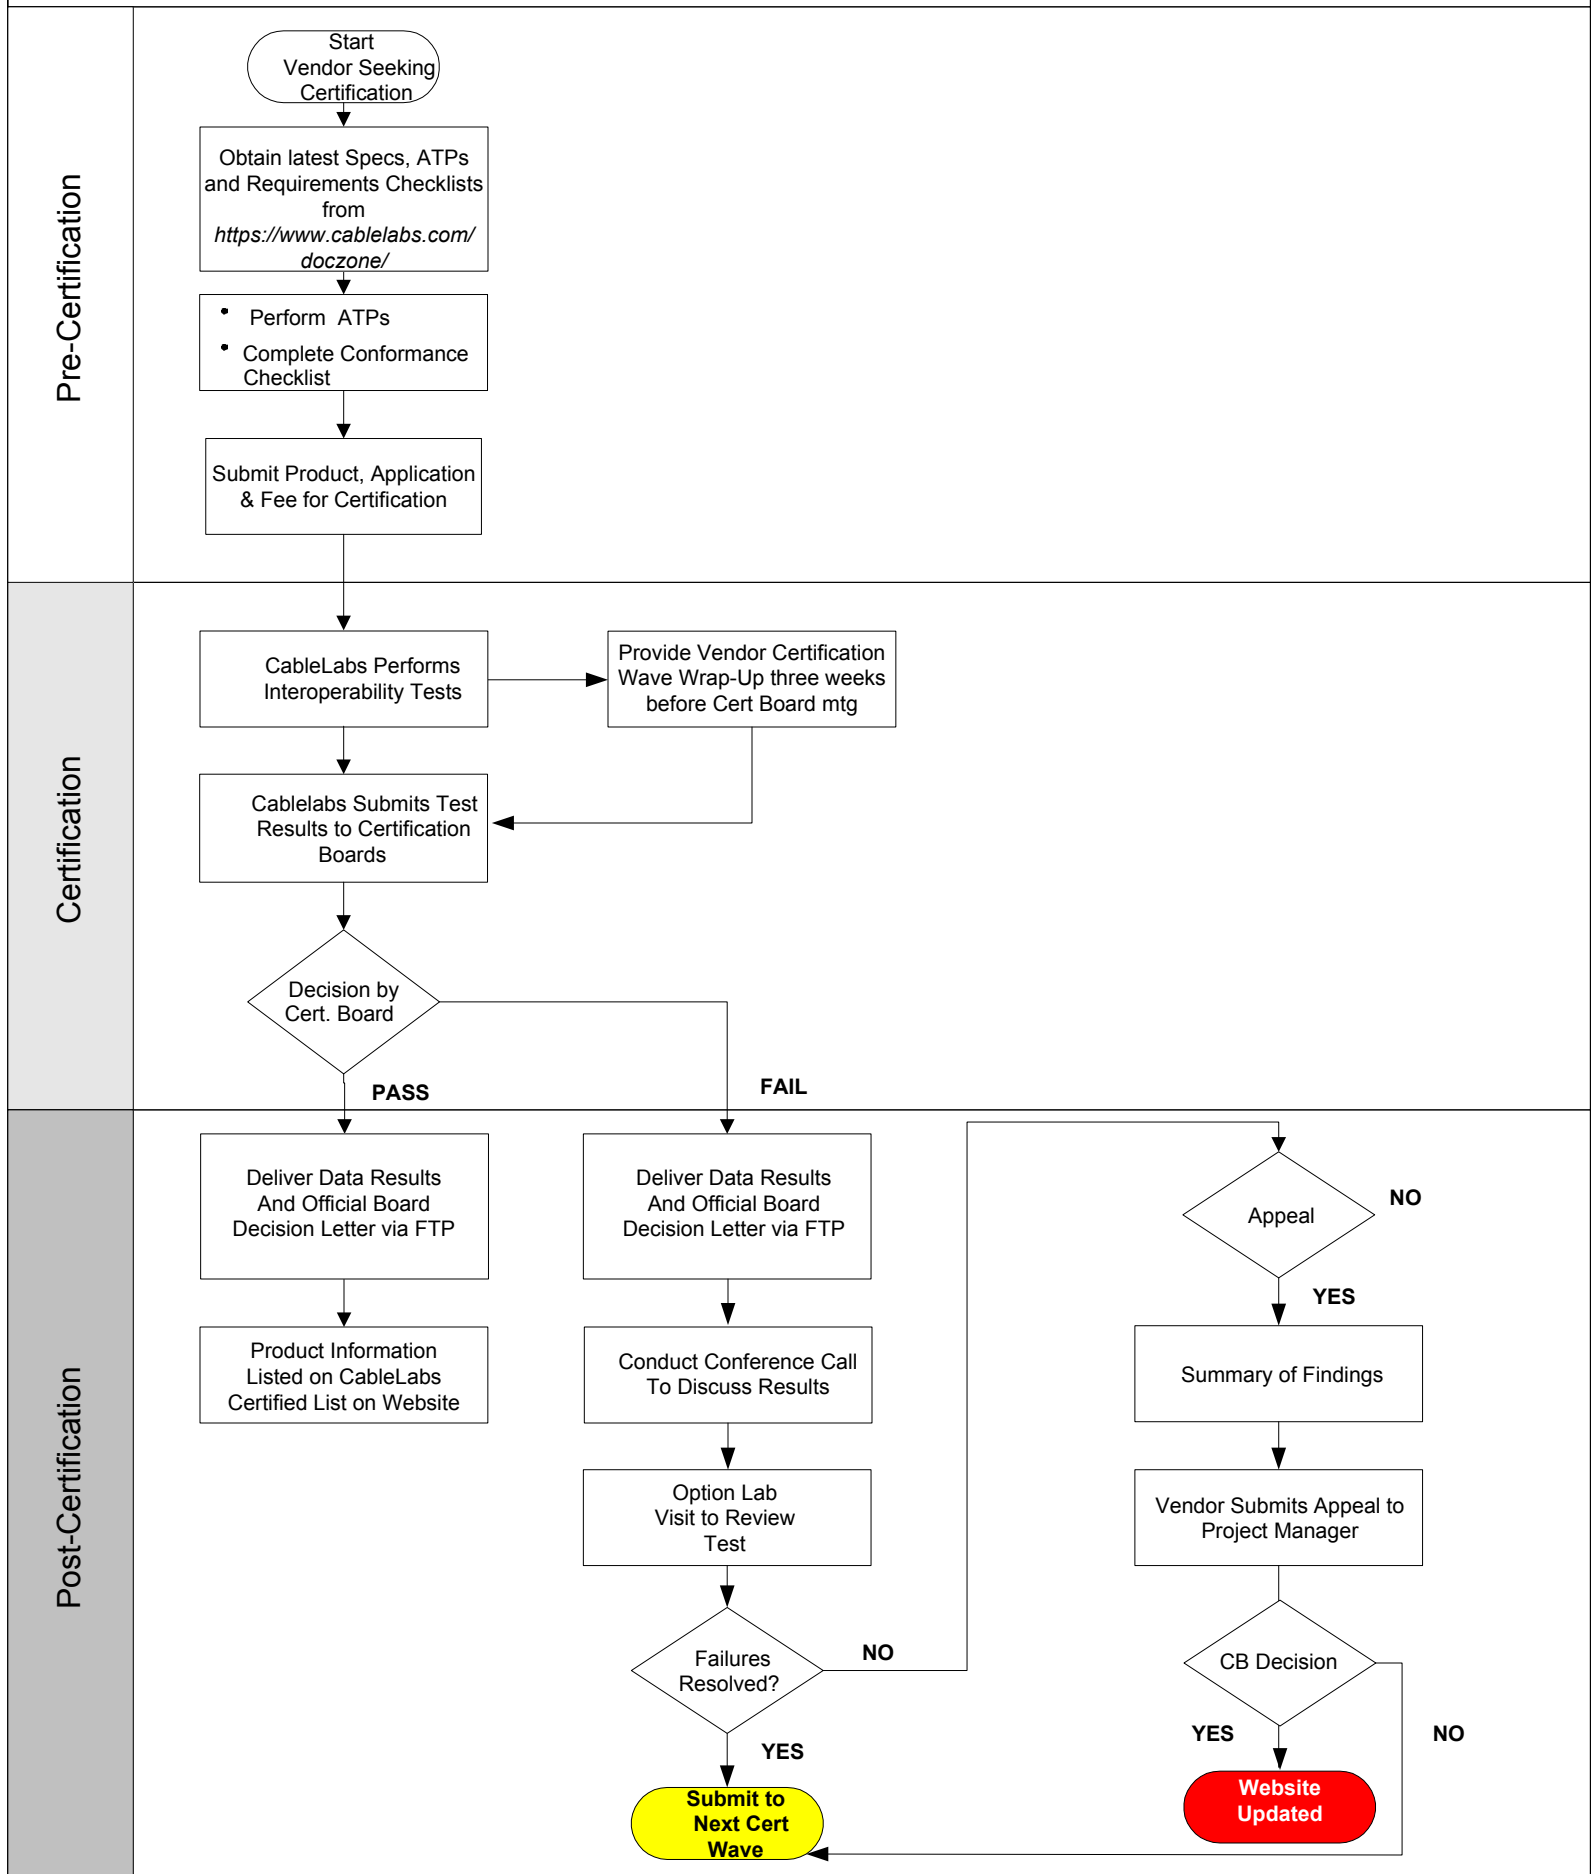 Pre-Certification
Start
Vendor Seeking
Certification
Obtain latest Specs, ATPs
and Requirements Checklists
from
https://www.cablelabs.com/
doczone/
• Perform ATPs
• Complete Conformance
Checklist
Submit Product, Application
& Fee for Certification
Certification
CableLabs Performs
Interoperability Tests
Provide Vendor Certification
Wave Wrap-Up three weeks
before Cert Board mtg
Cablelabs Submits Test
Results to Certification
Boards
Decision by
Cert. Board
PASS
FAIL
Post-Certification
Deliver Data Results
And Official Board
Decision Letter via FTP
Product Information
Listed on CableLabs
Certified List on Website
Deliver Data Results
And Official Board
Decision Letter via FTP
Conduct Conference Call
To Discuss Results
Option Lab
Visit to Review
Test
Failures
Resolved?
NO
YES
Submit to
Next Cert
Wave
Appeal
NO
YES
Summary of Findings
Vendor Submits Appeal to
Project Manager
CB Decision
YES
NO
Website
Updated